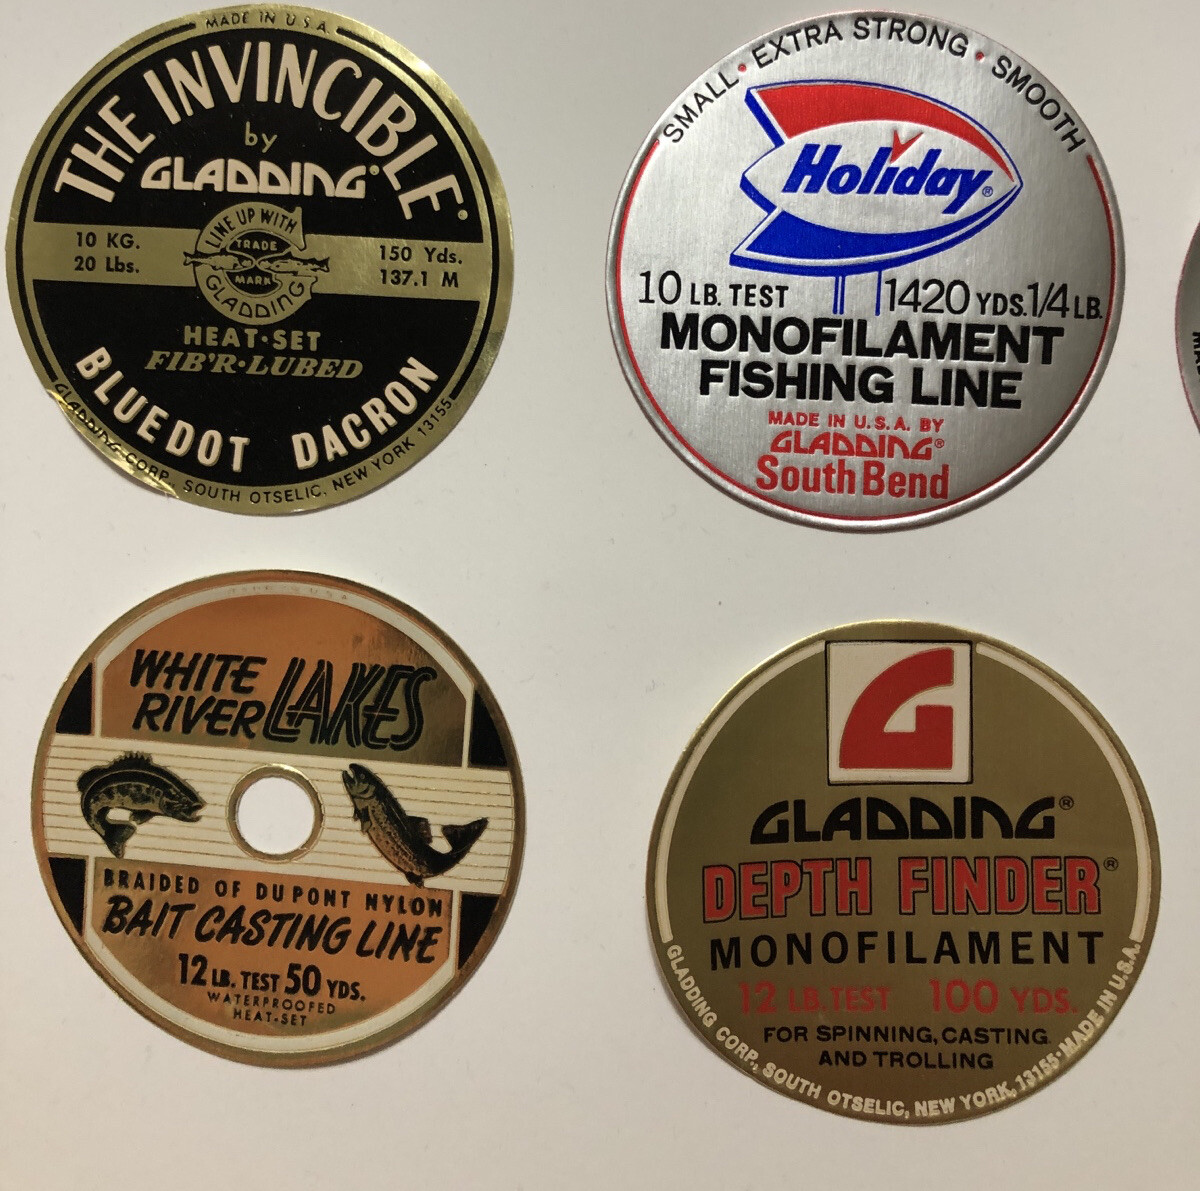 MADE IN U.S.A.
THE INVINCIBLE®
by
GLADDING®
10 KG.
20 Lbs.
LINE UP WITH
TRADE
MARK
GLADDING
150 Yds.
137.1 M
HEAT·SET
FIB'R·LUBED
BLUE DOT DACRON
GLADDING CORP., SOUTH OTSELIC, NEW YORK 13155
SMALL • EXTRA STRONG • SMOOTH
Holiday®
10 LB. TEST 1420 YDS. 1/4 LB.
MONOFILAMENT
FISHING LINE
MADE IN U.S.A. BY
GLADDING®
South Bend
MADE IN U.S.A.
WHITE
RIVER LAKES
BRAIDED OF DU PONT NYLON
BAIT CASTING LINE
12 LB. TEST 50 YDS.
WATERPROOFED
HEAT-SET
G
GLADDING®
DEPTH FINDER®
MONOFILAMENT
12 LB. TEST 100 YDS.
FOR SPINNING, CASTING
AND TROLLING
GLADDING CORP., SOUTH OTSELIC, NEW YORK, 13155·MADE IN U.S.A.